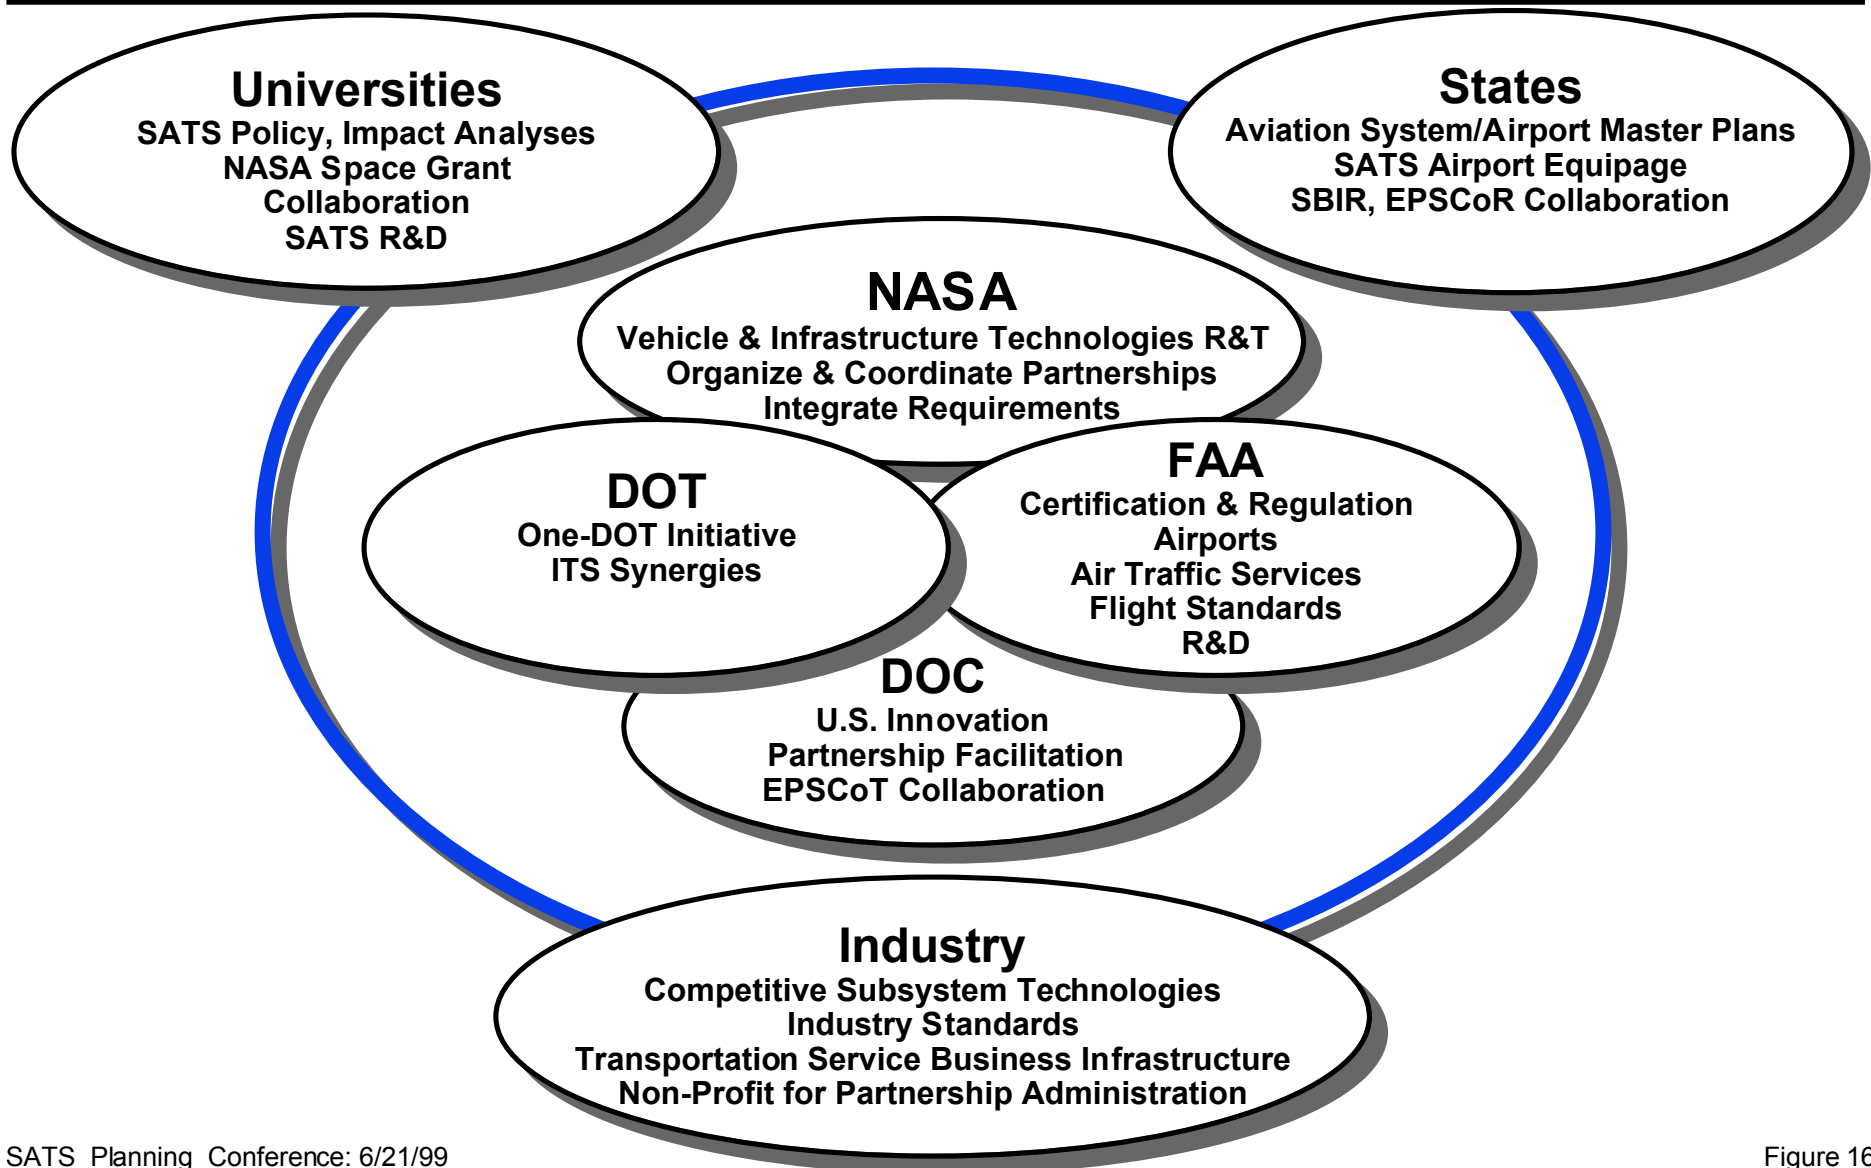 Universities
SATS Policy, Impact Analyses
NASA Space Grant
Collaboration
SATS R&D
States
Aviation System/Airport Master Plans
SATS Airport Equipage
SBIR, EPSCoR Collaboration
NASA
Vehicle & Infrastructure Technologies R&T
Organize & Coordinate Partnerships
Integrate Requirements
DOT
One-DOT Initiative
ITS Synergies
FAA
Certification & Regulation
Airports
Air Traffic Services
Flight Standards
R&D
DOC
U.S. Innovation
Partnership Facilitation
EPSCoT Collaboration
Industry
Competitive Subsystem Technologies
Industry Standards
Transportation Service Business Infrastructure
Non-Profit for Partnership Administration
SATS Planning Conference: 6/21/99
Figure 16